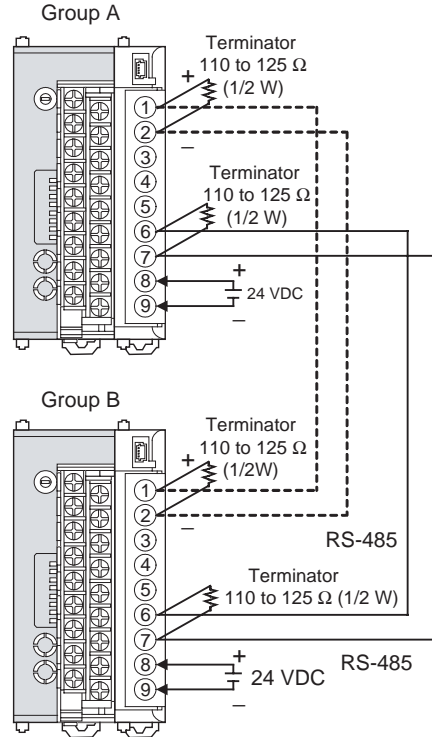 Group A
Terminator
110 to 125 Ω
(1/2 W)
+
1
2
–
3
4
5
6
7
8
9
Terminator
110 to 125 Ω
(1/2 W)
+
24 VDC
–
Group B
Terminator
110 to 125 Ω
(1/2W)
+
1
2
–
3
4
5
6
7
8
9
RS-485
Terminator
110 to 125 Ω (1/2 W)
RS-485
+
24 VDC
–